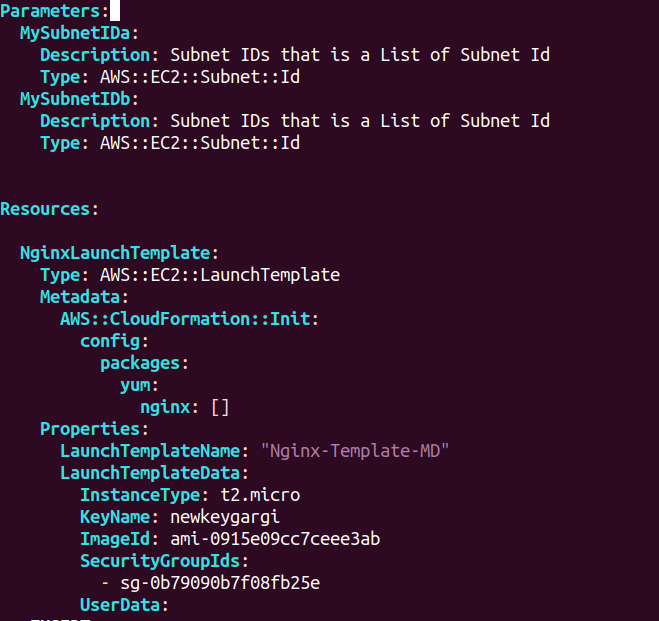 Parameters:
  MySubnetIDa:
    Description: Subnet IDs that is a List of Subnet Id
    Type: AWS::EC2::Subnet::Id
  MySubnetIDb:
    Description: Subnet IDs that is a List of Subnet Id
    Type: AWS::EC2::Subnet::Id
Resources:
  NginxLaunchTemplate:
    Type: AWS::EC2::LaunchTemplate
    Metadata:
      AWS::CloudFormation::Init:
        config:
          packages:
            yum:
              nginx: []
    Properties:
      LaunchTemplateName: "Nginx-Template-MD"
      LaunchTemplateData:
        InstanceType: t2.micro
        KeyName: newkeygargi
        ImageId: ami-0915e09cc7ceee3ab
        SecurityGroupIds:
          - sg-0b79090b7f08fb25e
        UserData: